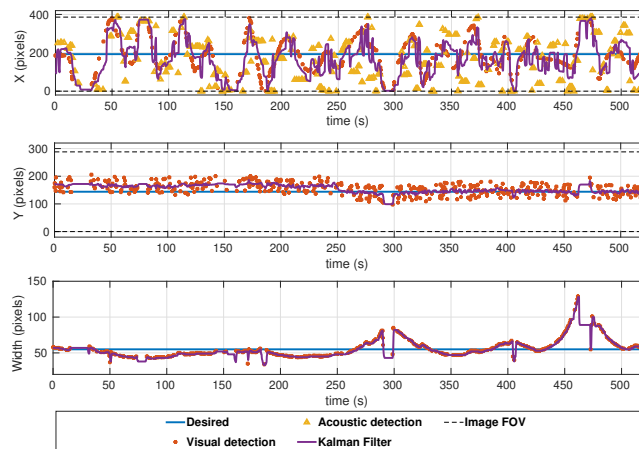 400
200
0
X (pixels)
0 50 100 150 200 250 300 350 400 450 500
time (s)
300
200
100
0
Y (pixels)
0 50 100 150 200 250 300 350 400 450 500
time (s)
150
100
50
Width (pixels)
0 50 100 150 200 250 300 350 400 450 500
time (s)
Desired Acoustic detection Image FOV
Visual detection Kalman Filter